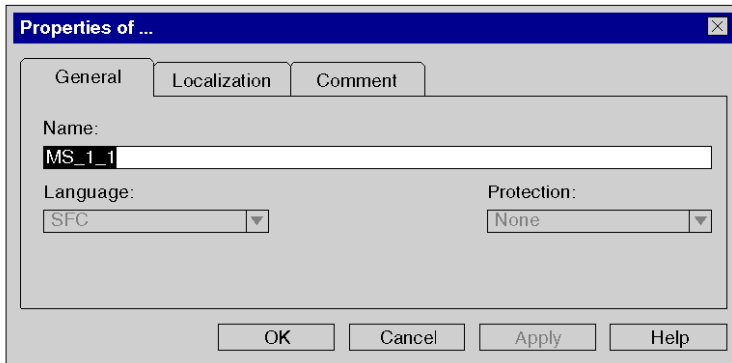 Properties of ...
General Localization Comment
Name:
MS_1_1
Language: Protection:
SFC None
OK Cancel Apply Help